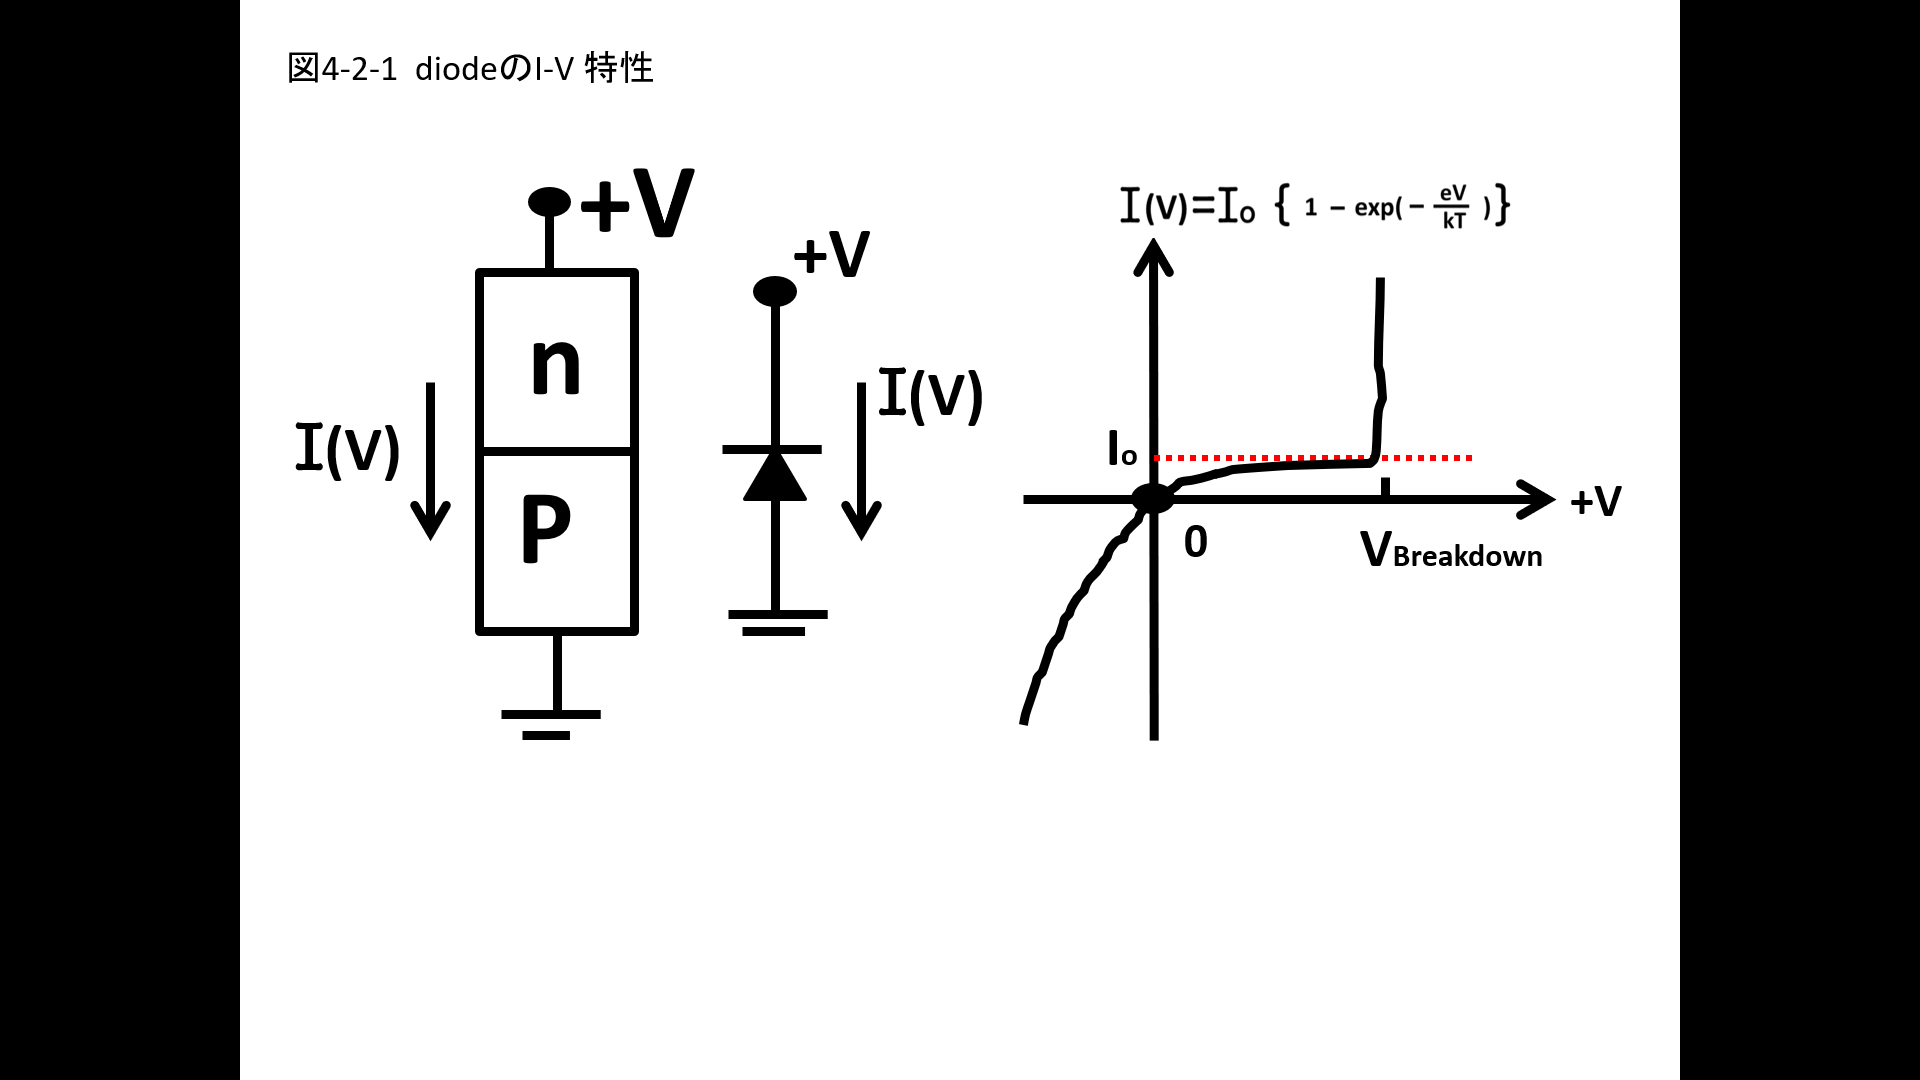 図4-2-1 diodeのI-V 特性
+V
n
P
I(V)
+V
I(V)
I(V)=Io { 1 − exp(− eV/kT ) }
Io
0
+V
VBreakdown